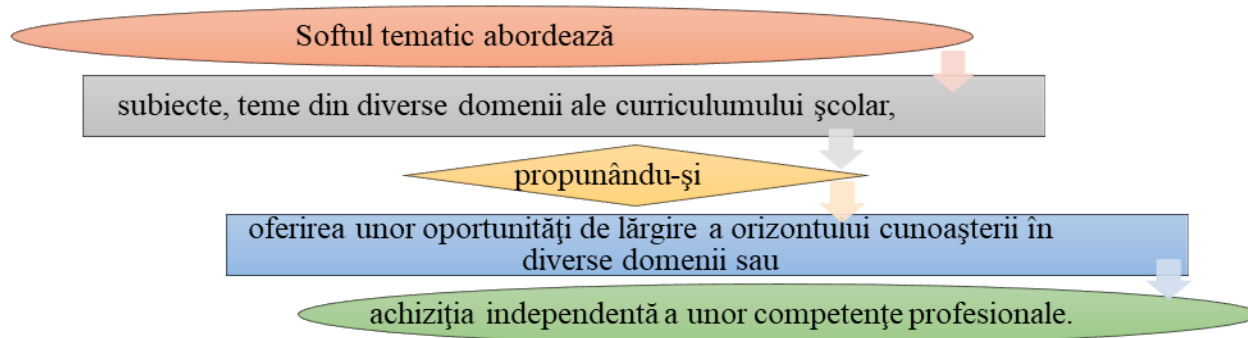 Softul tematic abordează
subiecte, teme din diverse domenii ale curriculumului şcolar,
propunându-şi
oferirea unor oportunităţi de lărgire a orizontului cunoaşterii în
diverse domenii sau
achiziţia independentă a unor competenţe profesionale.